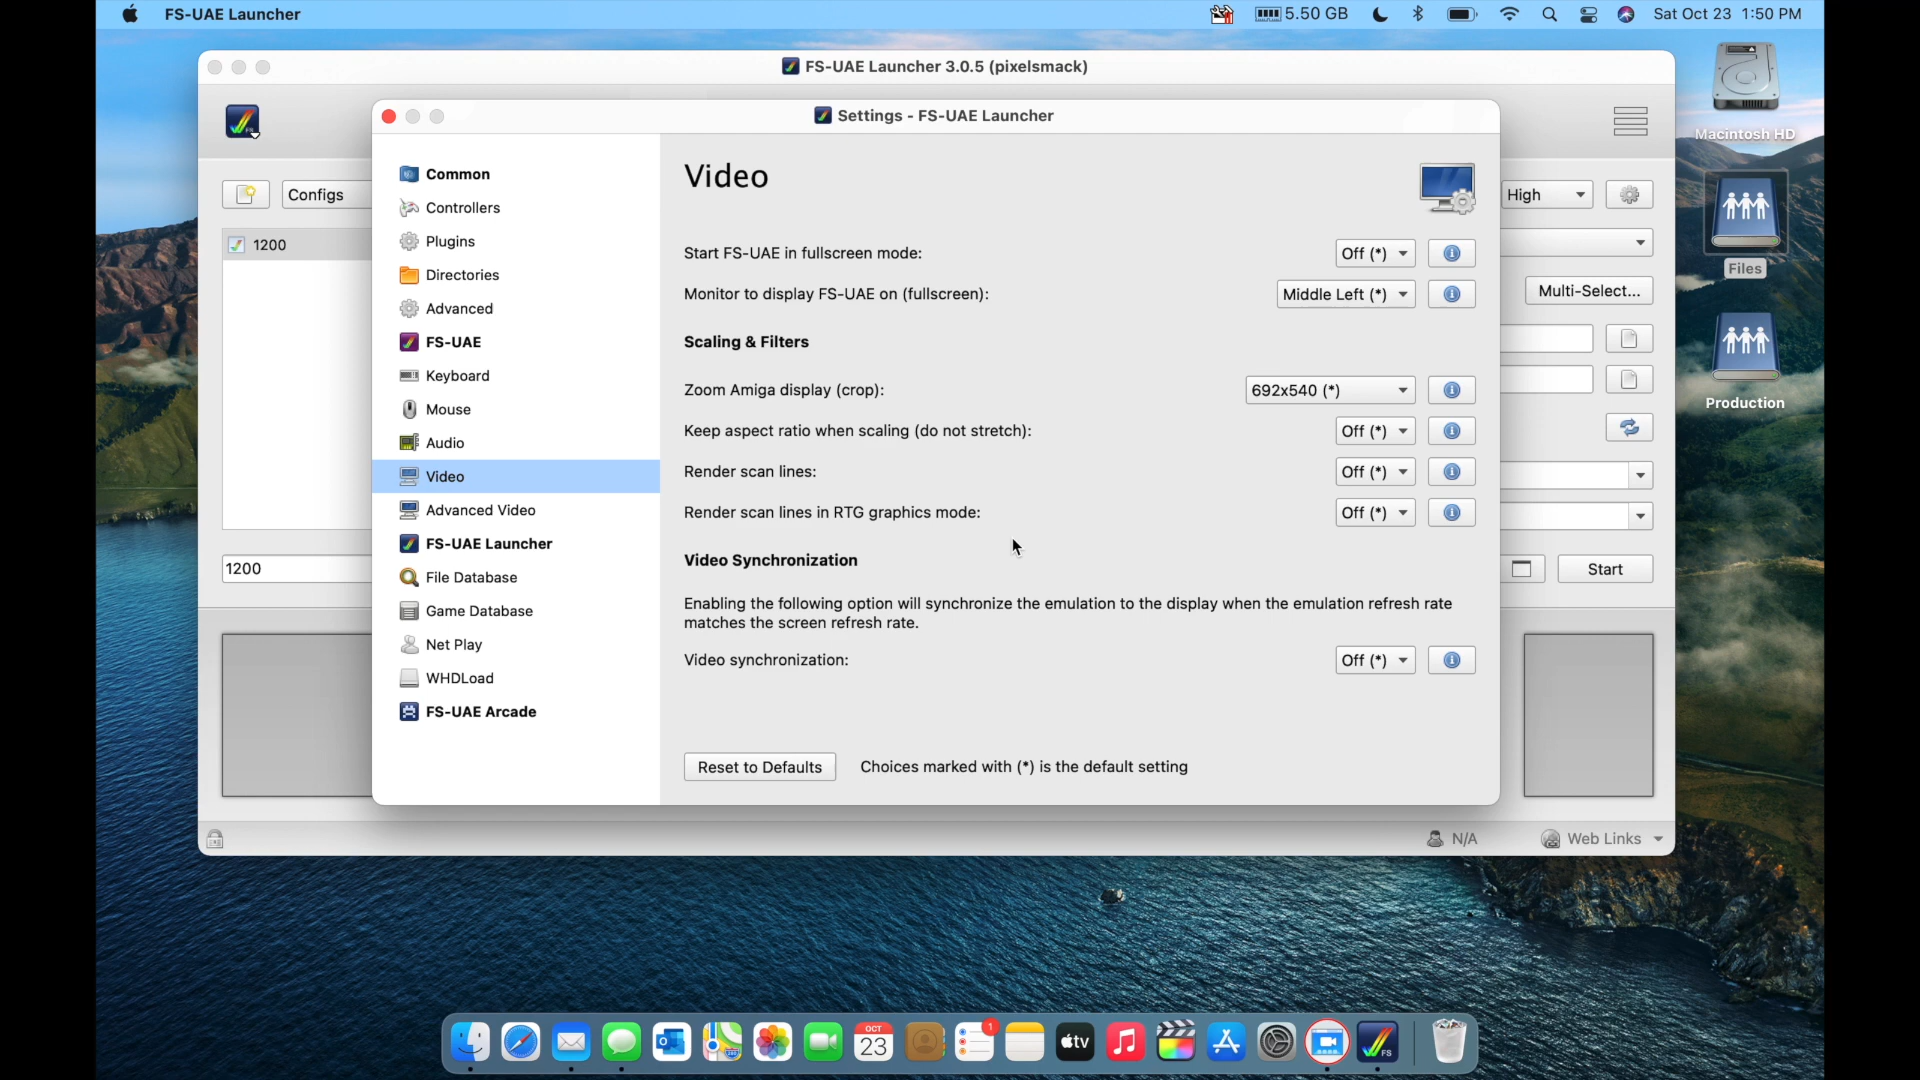 FS-UAE Launcher
5.50 GB
Sat Oct 23 1:50 PM
FS-UAE Launcher 3.0.5 (pixelsmack)
Macintosh HD
Files
Production
Configs
1200
1200
High
Multi-Select...
Start
N/A
Web Links
Settings - FS-UAE Launcher
Common
Controllers
Plugins
Directories
Advanced
FS-UAE
Keyboard
Mouse
Audio
Video
Advanced Video
FS-UAE Launcher
File Database
Game Database
Net Play
WHDLoad
FS-UAE Arcade
Video
Start FS-UAE in fullscreen mode: Off (*)
Monitor to display FS-UAE on (fullscreen): Middle Left (*)
Scaling & Filters
Zoom Amiga display (crop): 692x540 (*)
Keep aspect ratio when scaling (do not stretch): Off (*)
Render scan lines: Off (*)
Render scan lines in RTG graphics mode: Off (*)
Video Synchronization
Enabling the following option will synchronize the emulation to the display when the emulation refresh rate
matches the screen refresh rate.
Video synchronization: Off (*)
Reset to Defaults Choices marked with (*) is the default setting
OCT
23
1
tv
FS